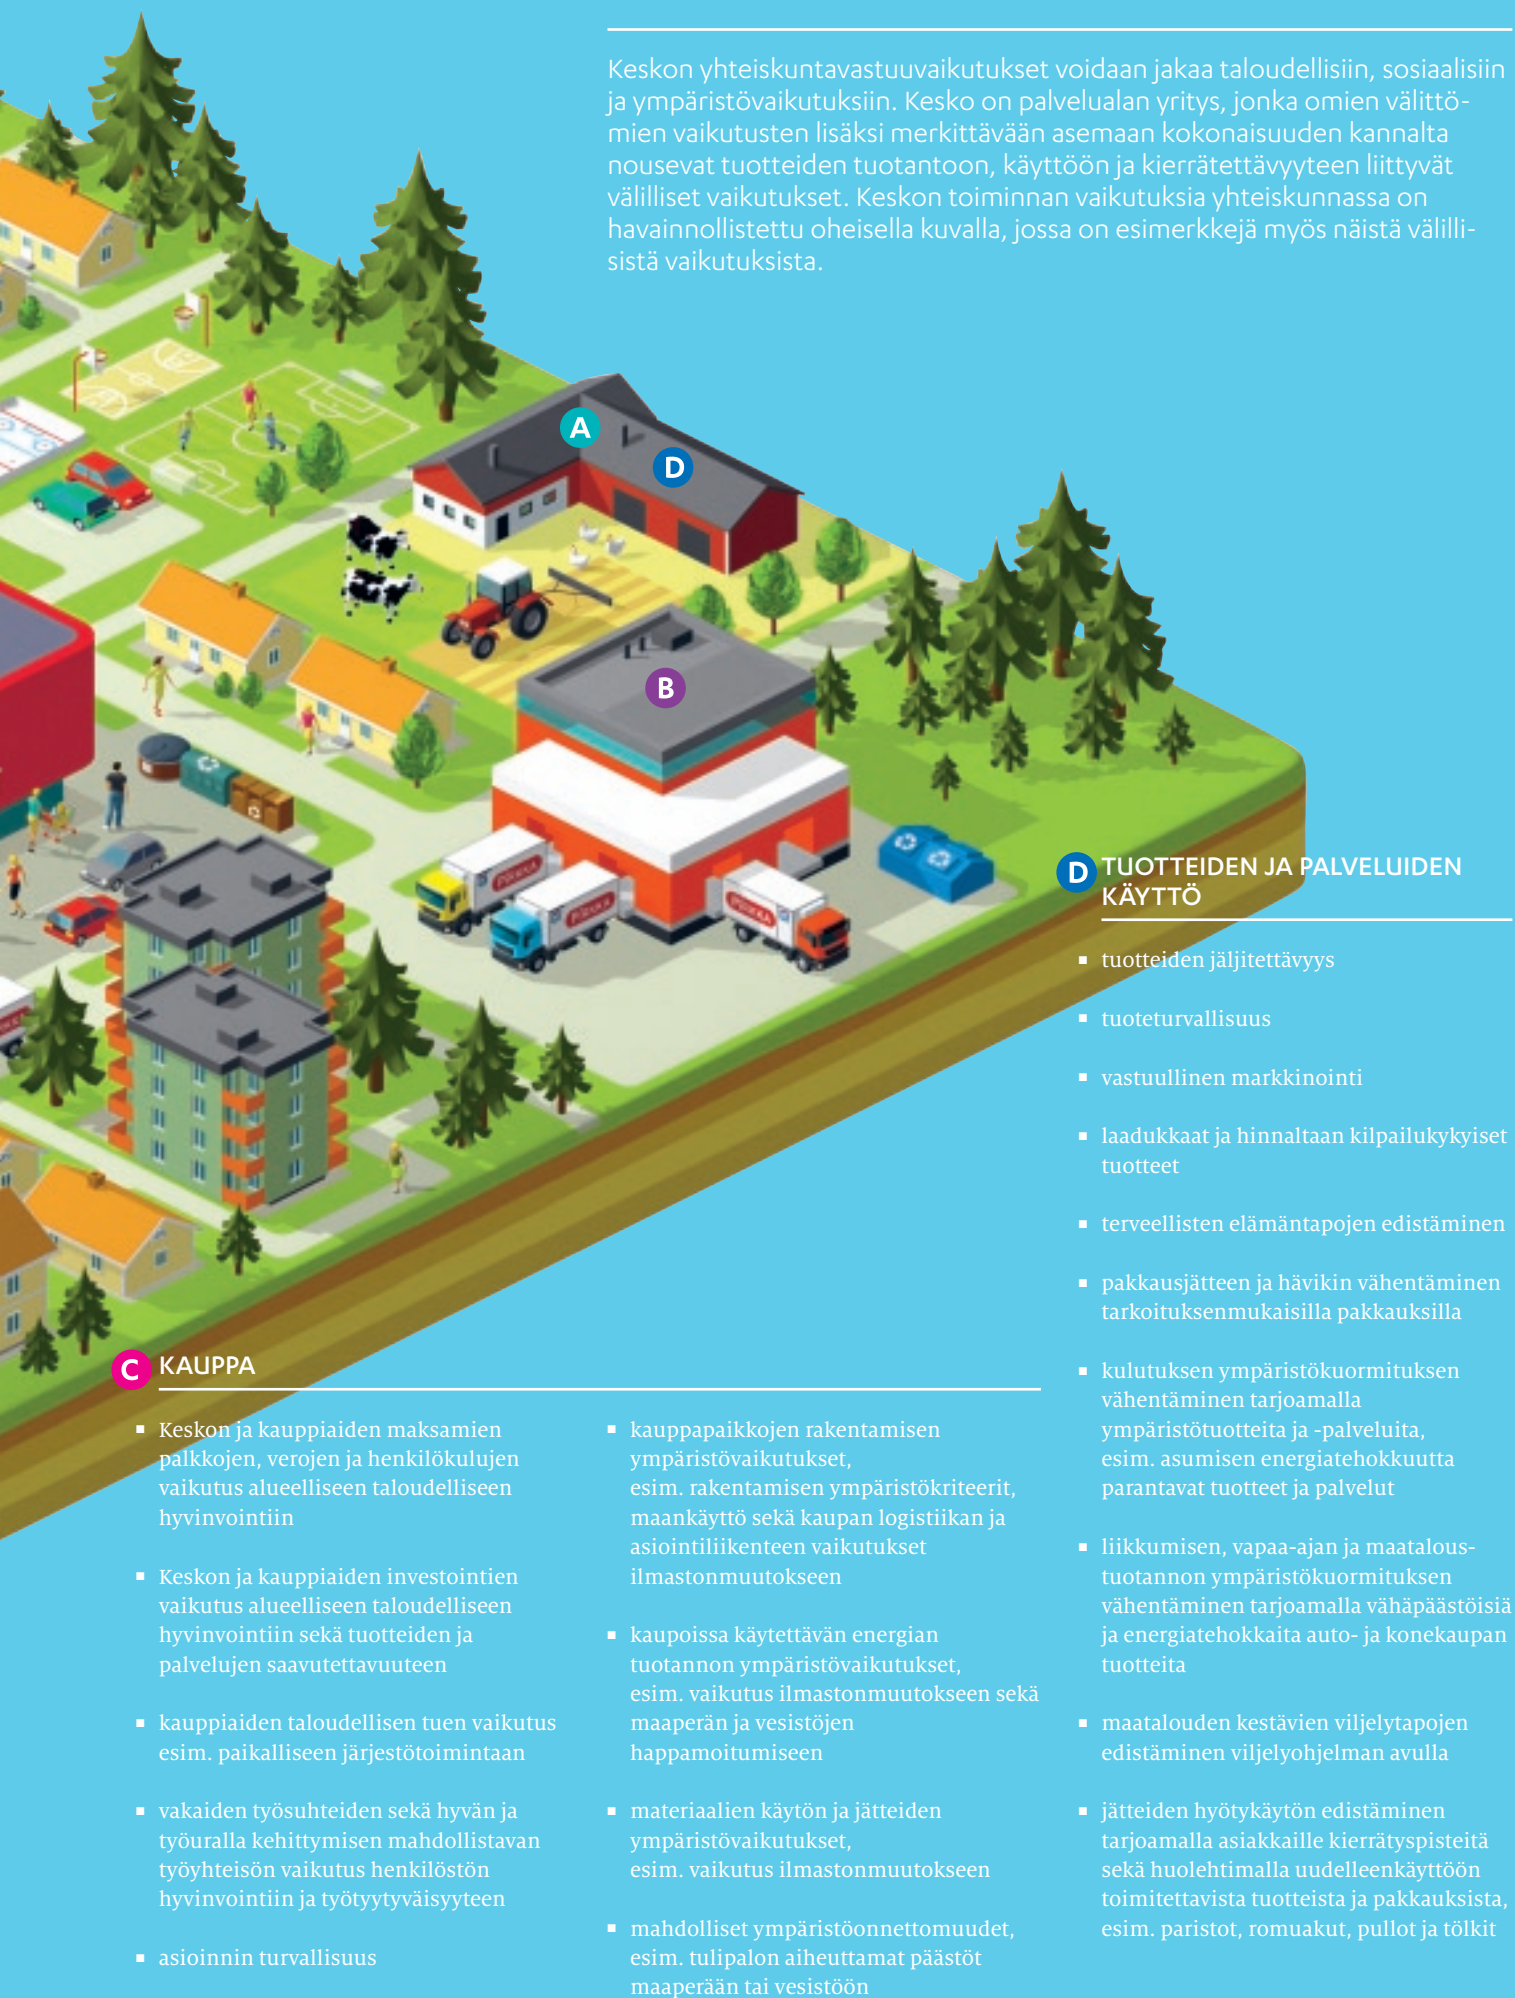 Keskon yhteiskuntavastuuvaikutukset voidaan jakaa taloudellisiin, sosiaalisiin
ja ympäristövaikutuksiin. Kesko on palvelualan yritys, jonka omien välittö-
mien vaikutusten lisäksi merkittävään asemaan kokonaisuuden kannalta
nousevat tuotteiden tuotantoon, käyttöön ja kierrätettävyyteen liittyvät
välilliset vaikutukset. Keskon toiminnan vaikutuksia yhteiskunnassa on
havainnollistettu oheisella kuvalla, jossa on esimerkkejä myös näistä välilli-
sistä vaikutuksista.
A
D
B
PIRKKA
PIRKKA
PIRKKA
C KAUPPA
▪ Keskon ja kauppiaiden maksamien
palkkojen, verojen ja henkilökulujen
vaikutus alueelliseen taloudelliseen
hyvinvointiin
▪ Keskon ja kauppiaiden investointien
vaikutus alueelliseen taloudelliseen
hyvinvointiin sekä tuotteiden ja
palvelujen saavutettavuuteen
▪ kauppiaiden taloudellisen tuen vaikutus
esim. paikalliseen järjestötoimintaan
▪ vakaiden työsuhteiden sekä hyvän ja
työuralla kehittymisen mahdollistavan
työyhteisön vaikutus henkilöstön
hyvinvointiin ja työtyytyväisyyteen
▪ asioinnin turvallisuus
▪ kauppapaikkojen rakentamisen
ympäristövaikutukset,
esim. rakentamisen ympäristökriteerit,
maankäyttö sekä kaupan logistiikan ja
asiointiliikenteen vaikutukset
ilmastonmuutokseen
▪ kaupoissa käytettävän energian
tuotannon ympäristövaikutukset,
esim. vaikutus ilmastonmuutokseen sekä
maaperän ja vesistöjen
happamoitumiseen
▪ materiaalien käytön ja jätteiden
ympäristövaikutukset,
esim. vaikutus ilmastonmuutokseen
▪ mahdolliset ympäristöonnettomuudet,
esim. tulipalon aiheuttamat päästöt
maaperään tai vesistöön
D TUOTTEIDEN JA PALVELUIDEN
KÄYTTÖ
▪ tuotteiden jäljitettävyys
▪ tuoteturvallisuus
▪ vastuullinen markkinointi
▪ laadukkaat ja hinnaltaan kilpailukykyiset
tuotteet
▪ terveellisten elämäntapojen edistäminen
▪ pakkausjätteen ja hävikin vähentäminen
tarkoituksenmukaisilla pakkauksilla
▪ kulutuksen ympäristökuormituksen
vähentäminen tarjoamalla
ympäristötuotteita ja -palveluita,
esim. asumisen energiatehokkuutta
parantavat tuotteet ja palvelut
▪ liikkumisen, vapaa-ajan ja maatalous-
tuotannon ympäristökuormituksen
vähentäminen tarjoamalla vähäpäästöisiä
ja energiatehokkaita auto- ja konekaupan
tuotteita
▪ maatalouden kestävien viljelytapojen
edistäminen viljelyohjelman avulla
▪ jätteiden hyötykäytön edistäminen
tarjoamalla asiakkaille kierrätyspisteitä
sekä huolehtimalla uudelleenkäyttöön
toimitettavista tuotteista ja pakkauksista,
esim. paristot, romuakut, pullot ja tölkit